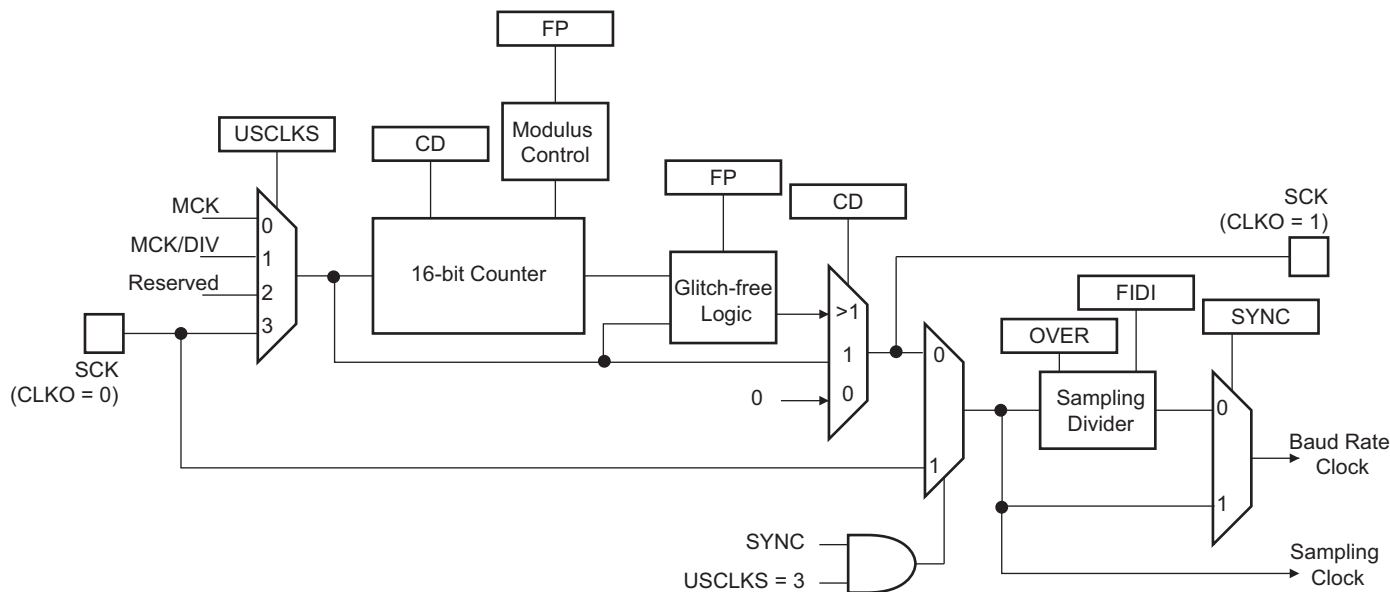 FP
Modulus
Control
USCLKS
CD
FP
CD
SCK
(CLKO = 1)
MCK
0
MCK/DIV
1
Reserved
2
3
16-bit Counter
Glitch-free
Logic
>1
1
0
0
SCK
(CLKO = 0)
FIDI
OVER
SYNC
0
1
Sampling
Divider
0
1
Baud Rate
Clock
SYNC
USCLKS = 3
Sampling
Clock